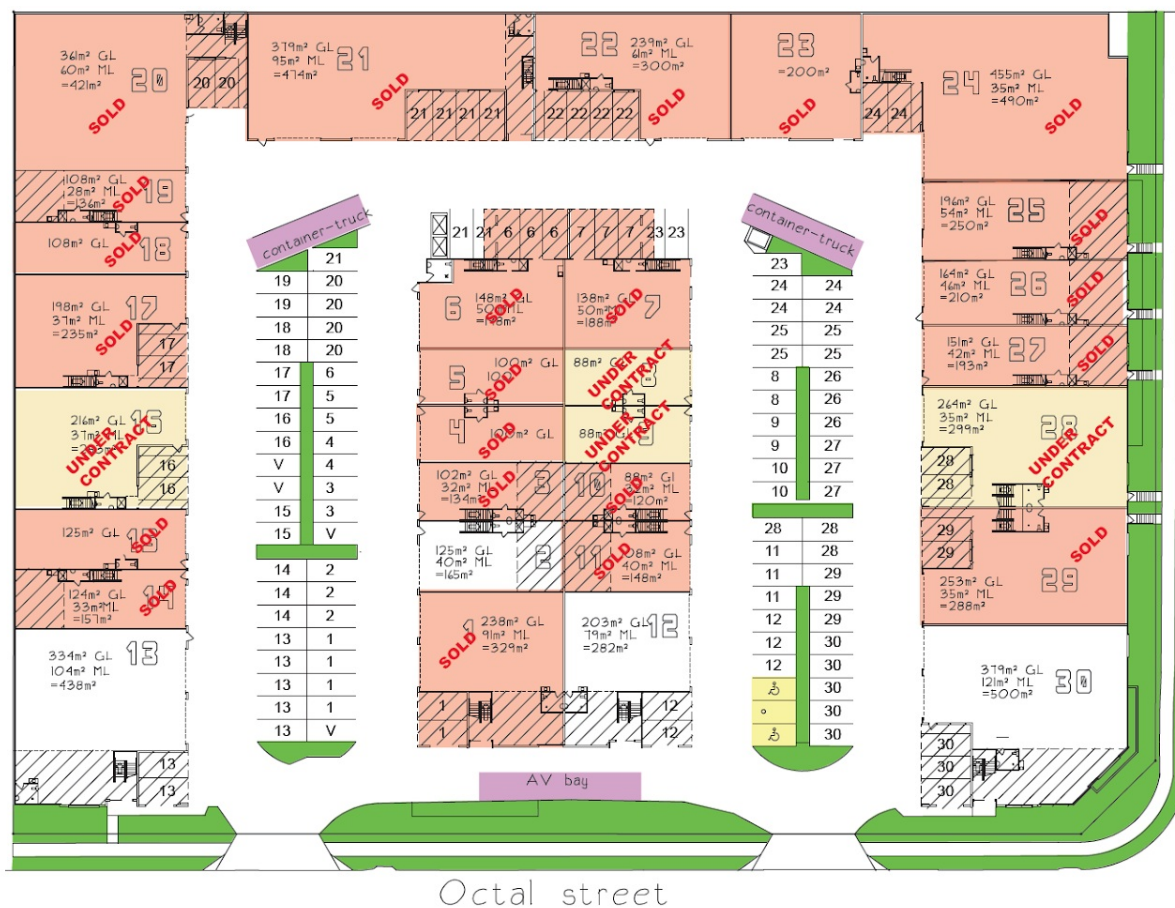 361m² GL
60m² ML
=421m²
20
SOLD
20 20
379m² GL
95m² ML
=474m²
21
SOLD
21 21 21 21
22
239m² GL
61m² ML
=300m²
SOLD
22 22 22 22
23
=200m²
SOLD
24
455m² GL
35m² ML
=490m²
SOLD
24 24
108m² GL
28m² ML
=136m²
19
SOLD
108m² GL
18
SOLD
198m² GL
37m² ML
=235m²
17
SOLD
17
17
216m² GL
37m² ML
UNDER
CONTRACT
16
16
125m² GL
SOLD
124m² GL
33m² ML
=157m²
14
SOLD
334m² GL
104m² ML
=438m²
13
13
13
container-truck
21
19 20
19 20
18 20
18 20
17 6
17 5
16 5
16 4
V 4
V 3
15 3
15 V
14 2
14 2
14 2
13 1
13 1
13 1
13 1
13 V
21 21 6 6 6 7 7 7 23 23
6
148m² GL
SOLD
138m² GL
50m² ML
=188m²
7
SOLD
5
100m² GL
SOLD
88m² GL
8
UNDER
CONTRACT
4
100m² GL
SOLD
88m²
UNDER
CONTRACT
102m² GL
32m² ML
=134m²
3
SOLD
10
=120m²
SOLD
125m² GL
40m² ML
=165m²
2
11
40m² ML
=148m²
SOLD
1
238m² GL
91m² ML
=329m²
SOLD
1
1
203m² GL
79m² ML
=282m²
12
12
12
container-truck
23
24 24
24 24
25 25
25 25
8 26
8 26
9 26
9 27
10 27
10 27
28 28
11 28
11 29
11 29
12 29
12 30
12 30
30
30
30
196m² GL
54m² ML
=250m²
25
SOLD
164m² GL
46m² ML
=210m²
26
SOLD
151m² GL
42m² ML
=193m²
27
SOLD
264m² GL
35m² ML
=299m²
28
UNDER
CONTRACT
28
28
29
29
253m² GL
35m² ML
=288m²
29
SOLD
379m² GL
121m² ML
=500m²
30
30
30
30
AV bay
Octal street